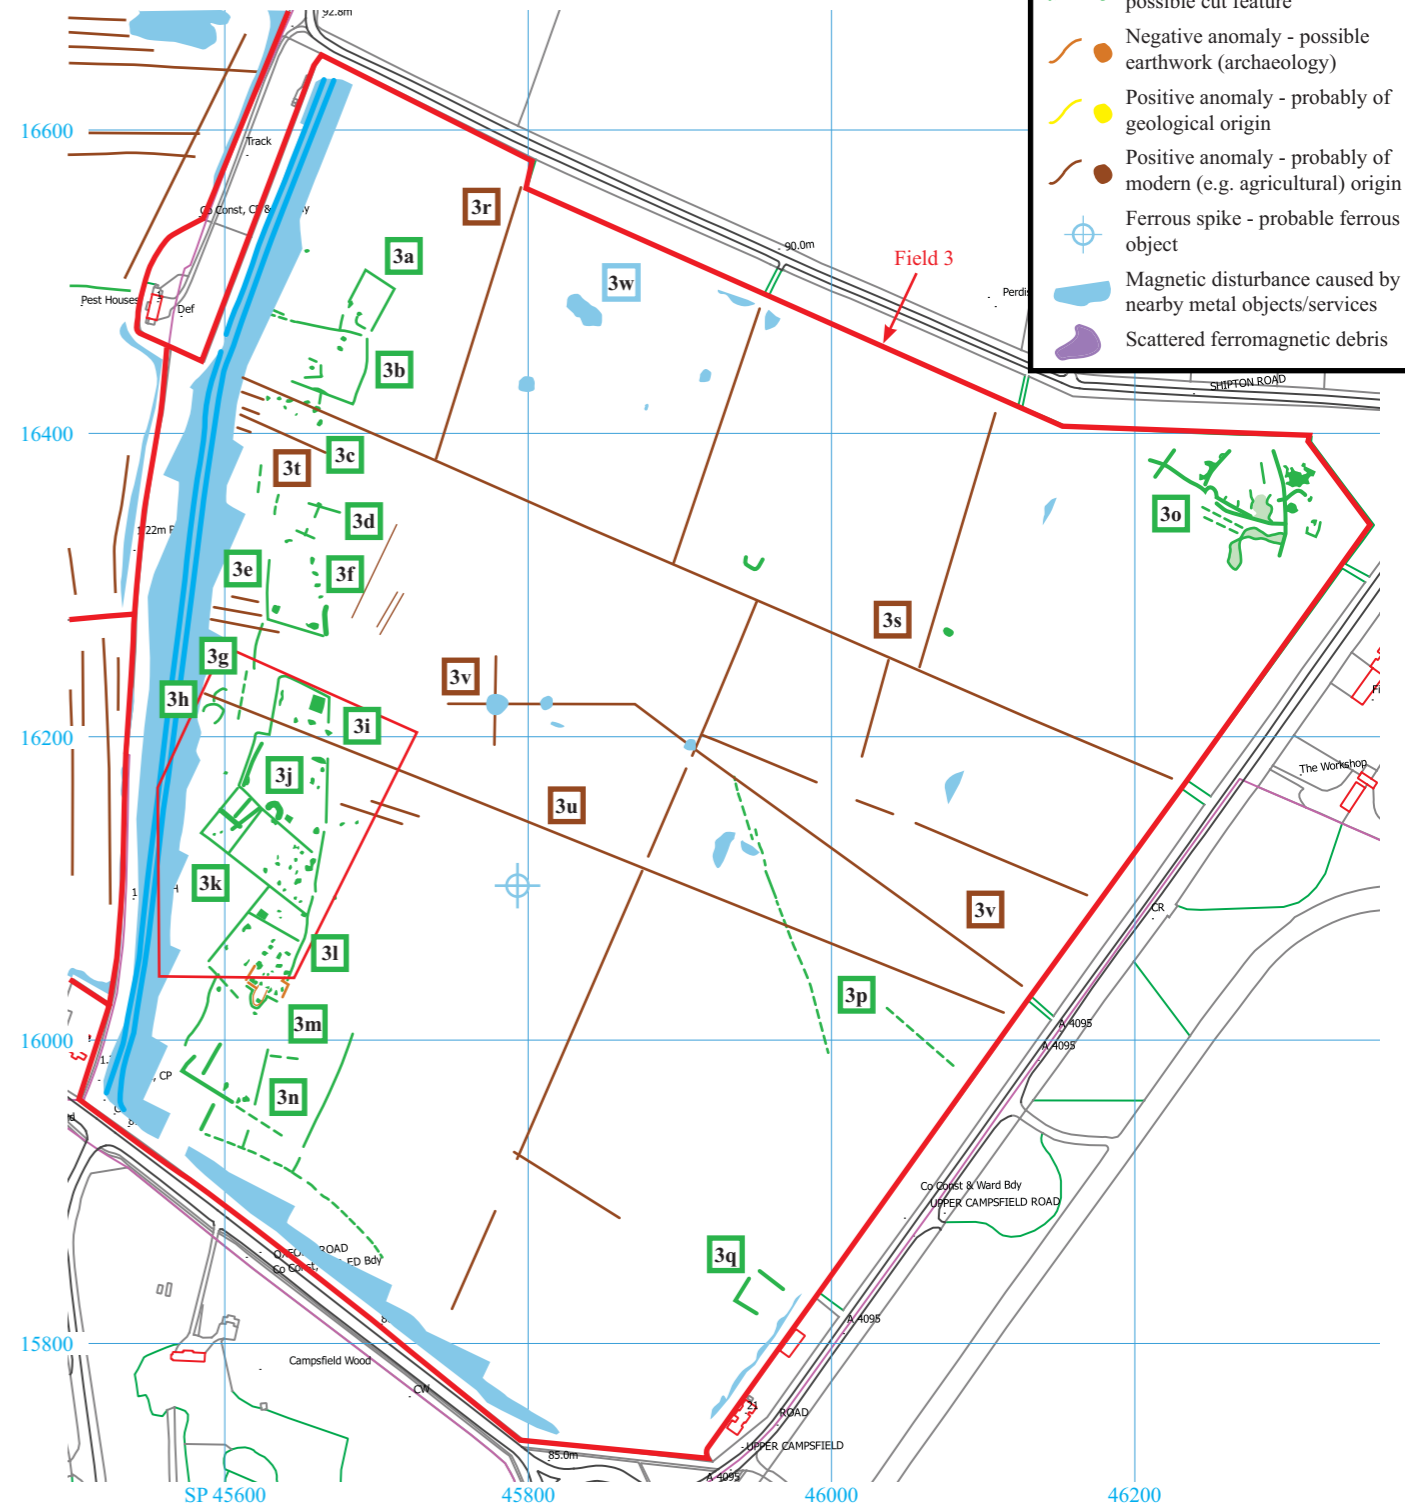 possible cut feature
Negative anomaly - possible
earthwork (archaeology)
Positive anomaly - probably of
geological origin
Positive anomaly - probably of
modern (e.g. agricultural) origin
Ferrous spike - probable ferrous
object
Magnetic disturbance caused by
nearby metal objects/services
Scattered ferromagnetic debris
92.8m
16600
Track
3r
90.0m
Field 3
3a
3w
Pest Houses
Def
3b
SHIPTON ROAD
16400
3c
3t
3o
3d
3e
3f
3s
3g
3v
3h
3i
16200
3j
The Workshop
3u
3k
3v
CR
3l
3p
3m
A 4095
16000
A 4095
CP
3n
Co Const & Ward Bdy
UPPER CAMPSFIELD ROAD
ROAD
ED Bdy
3q
A 4095
15800
Campsfield Wood
CW
21
ROAD
UPPER CAMPSFIELD
85.0m
A 4095
SP 45600
45800
46000
46200